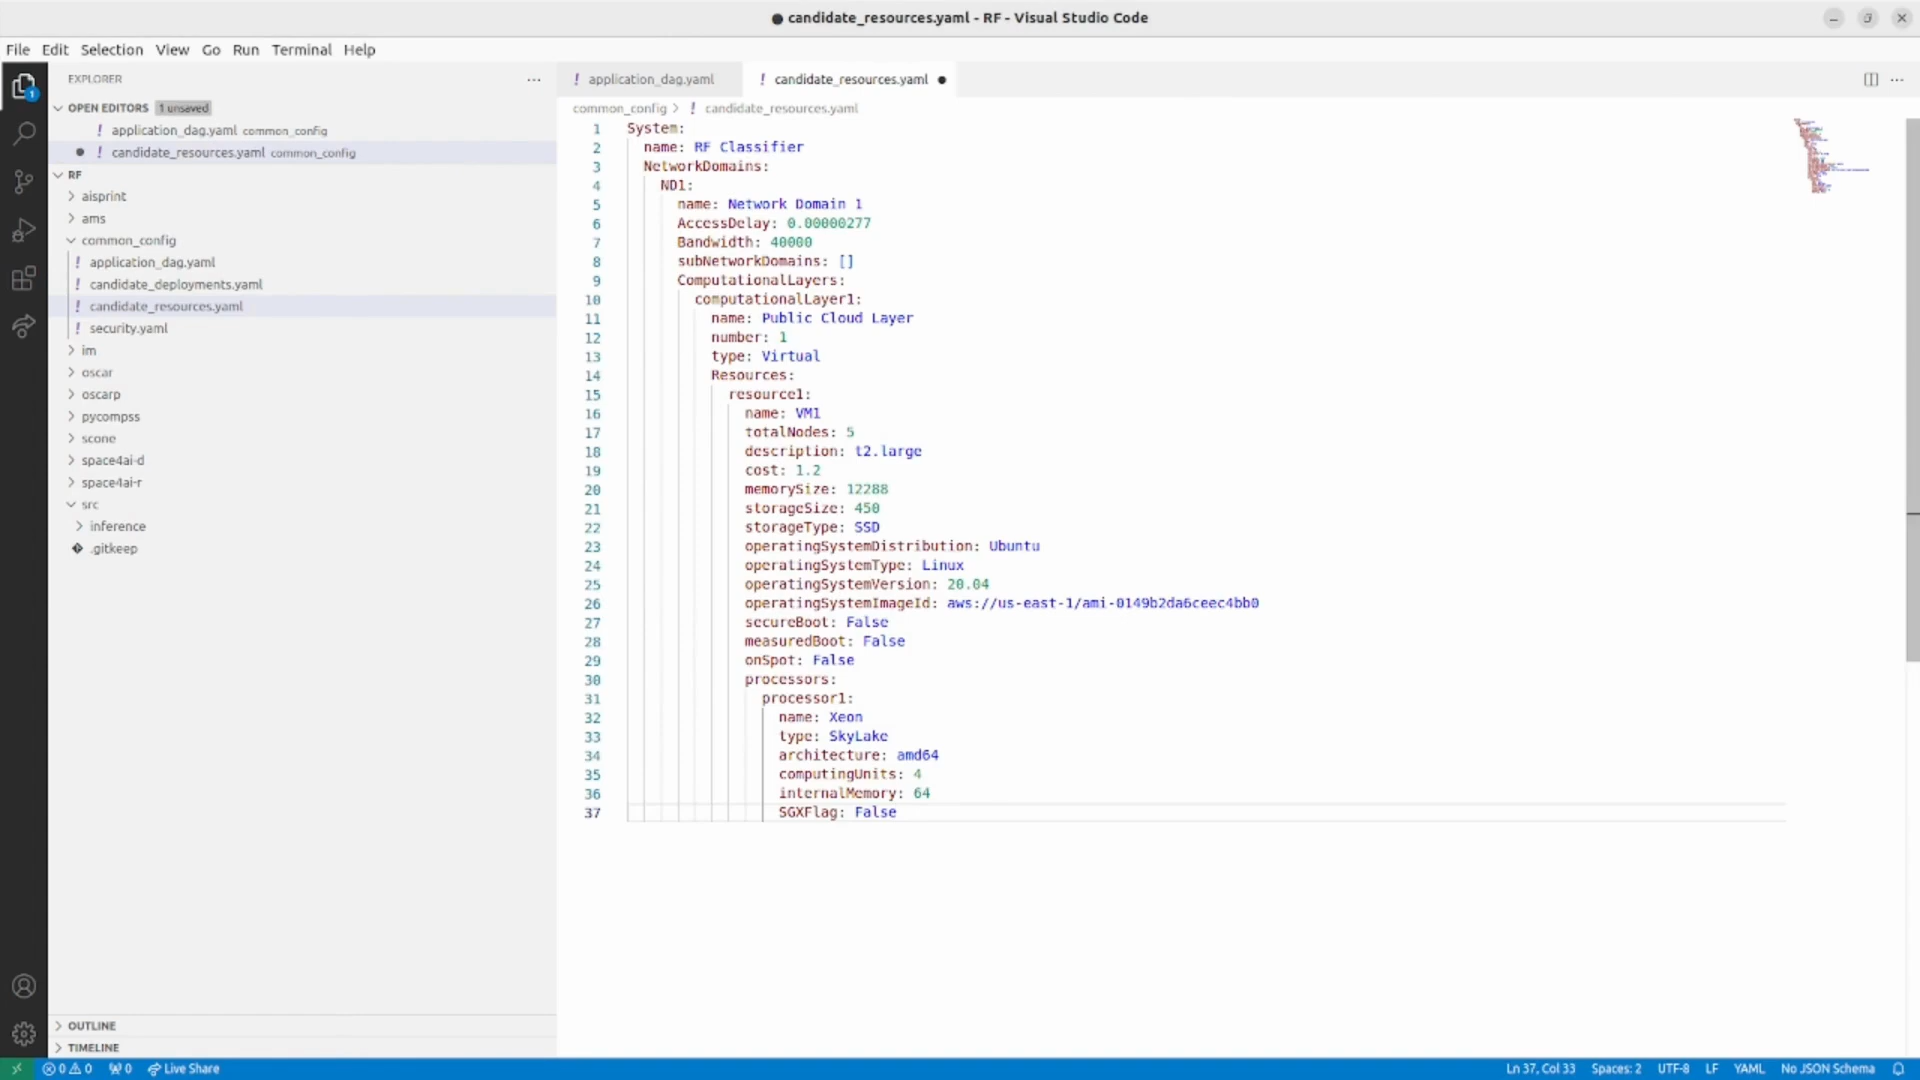 ● candidate_resources.yaml - RF - Visual Studio Code
File Edit Selection View Go Run Terminal Help
EXPLORER
OPEN EDITORS 1 unsaved
! application_dag.yaml common_config
● ! candidate_resources.yaml common_config
RF
aisprint
ams
common_config
! application_dag.yaml
! candidate_deployments.yaml
! candidate_resources.yaml
! security.yaml
im
oscar
oscarp
pycompss
scone
space4ai-d
space4ai-r
src
inference
.gitkeep
OUTLINE
TIMELINE
! application_dag.yaml ! candidate_resources.yaml ●
common_config > ! candidate_resources.yaml
1 System:
2 name: RF Classifier
3 NetworkDomains:
4 ND1:
5 name: Network Domain 1
6 AccessDelay: 0.00000277
7 Bandwidth: 40000
8 subNetworkDomains: []
9 ComputationalLayers:
10 computationalLayer1:
11 name: Public Cloud Layer
12 number: 1
13 type: Virtual
14 Resources:
15 resource1:
16 name: VM1
17 totalNodes: 5
18 description: t2.large
19 cost: 1.2
20 memorySize: 12288
21 storageSize: 450
22 storageType: SSD
23 operatingSystemDistribution: Ubuntu
24 operatingSystemType: Linux
25 operatingSystemVersion: 20.04
26 operatingSystemImageId: aws://us-east-1/ami-0149b2da6ceec4bb0
27 secureBoot: False
28 measuredBoot: False
29 onSpot: False
30 processors:
31 processor1:
32 name: Xeon
33 type: SkyLake
34 architecture: amd64
35 computingUnits: 4
36 internalMemory: 64
37 SGXFlag: False
1
0 0 0 Live Share
Ln 37, Col 33 Spaces: 2 UTF-8 LF YAML No JSON Schema